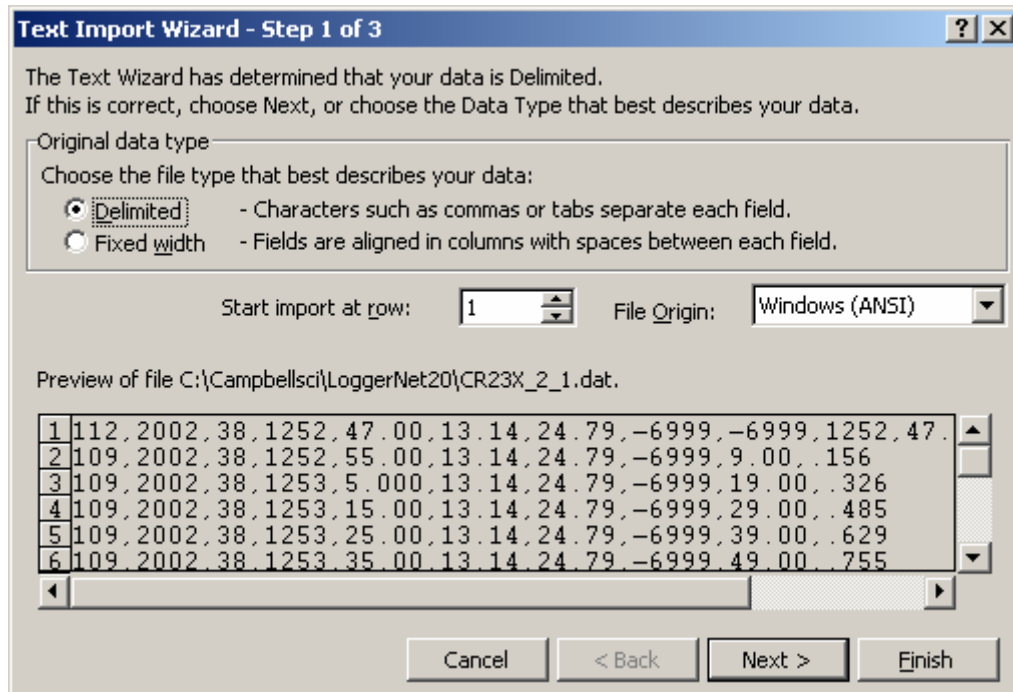 Text Import Wizard - Step 1 of 3
The Text Wizard has determined that your data is Delimited.
If this is correct, choose Next, or choose the Data Type that best describes your data.
Original data type
Choose the file type that best describes your data:
Delimited - Characters such as commas or tabs separate each field.
Fixed width - Fields are aligned in columns with spaces between each field.
Start import at row: 1 File Origin: Windows (ANSI)
Preview of file C:\Campbellsci\LoggerNet20\CR23X_2_1.dat.
1 112,2002,38,1252,47.00,13.14,24.79,-6999,-6999,1252,47.
2 109,2002,38,1252,55.00,13.14,24.79,-6999,9.00,.156
3 109,2002,38,1253,5.000,13.14,24.79,-6999,19.00,.326
4 109,2002,38,1253,15.00,13.14,24.79,-6999,29.00,.485
5 109,2002,38,1253,25.00,13.14,24.79,-6999,39.00,.629
6 109,2002,38,1253,35.00,13.14,24.79,-6999,49.00,.755
Cancel < Back Next > Finish